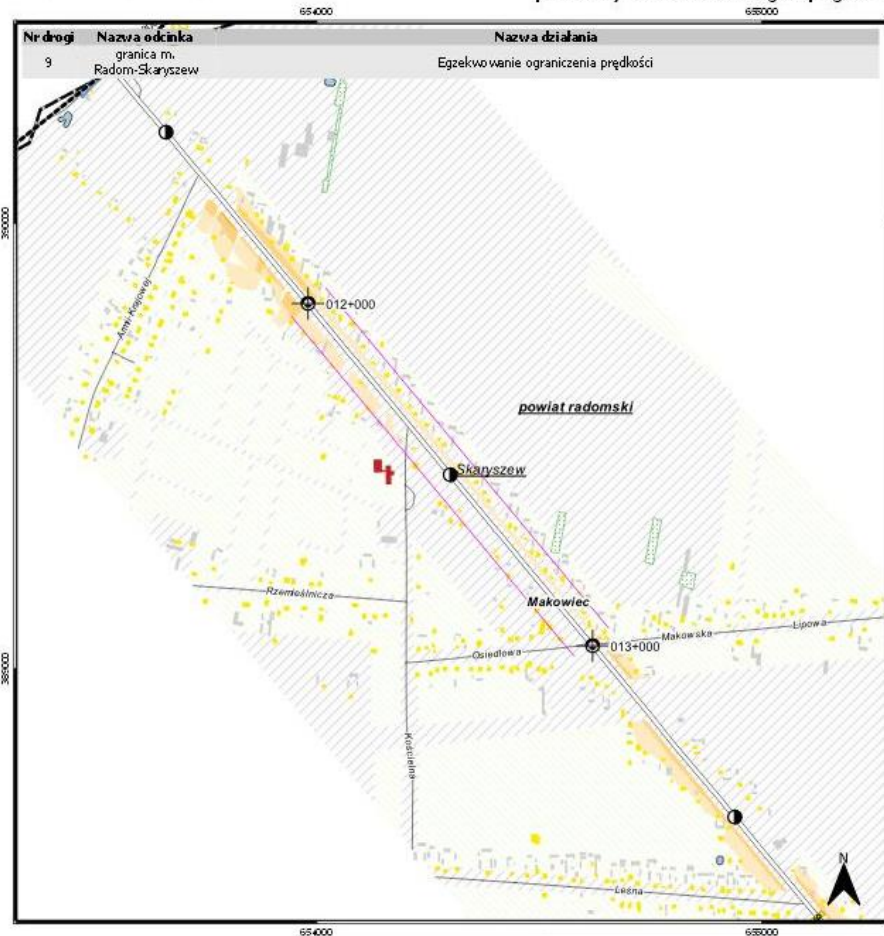 654000
655000
Nr drogi Nazwa odcinka Nazwa działania
9 granica m. Radom-Skaryszew Egzekwowanie ograniczenia prędkości
390000
Armii Krajowej
012+000
powiat radomski
Skaryszew
Rzemieślnicza
Makowiec
Makowska
Lipowa
Osiedlowa
013+000
389000
Kościelna
N
Leśna
654000
655000